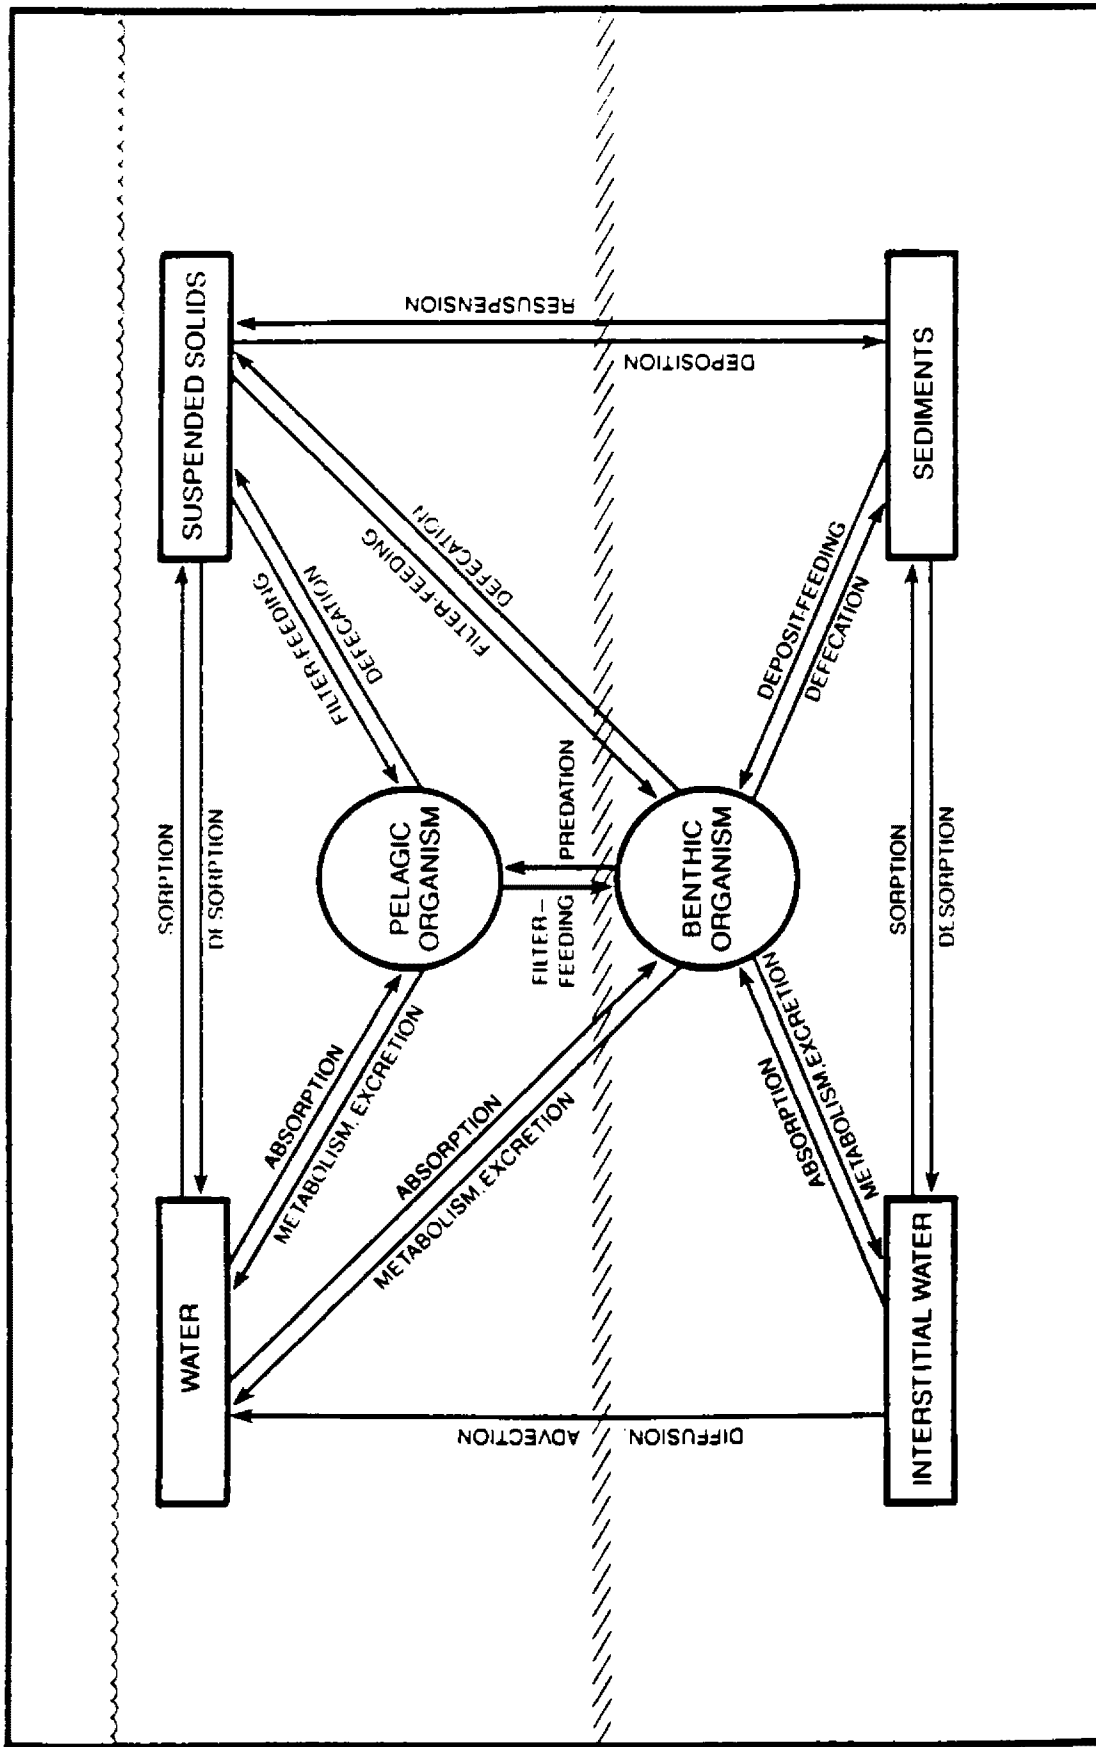 WATER
SORPTION
DESORPTION
SUSPENDED SOLIDS
ABSORPTION
METABOLISM, EXCRETION
PELAGIC
ORGANISM
FILTER-FEEDING
DEFECATION
ABSORPTION
METABOLISM, EXCRETION
FILTER-FEEDING
DEFECATION
FILTER-
FEEDING
PREDATION
DIFFUSION,
ADVECTION
RESUSPENSION
DEPOSITION
BENTHIC
ORGANISM
ABSORPTION
METABOLISM, EXCRETION
DEPOSIT-FEEDING
DEFECATION
INTERSTITIAL WATER
SORPTION
DESORPTION
SEDIMENTS